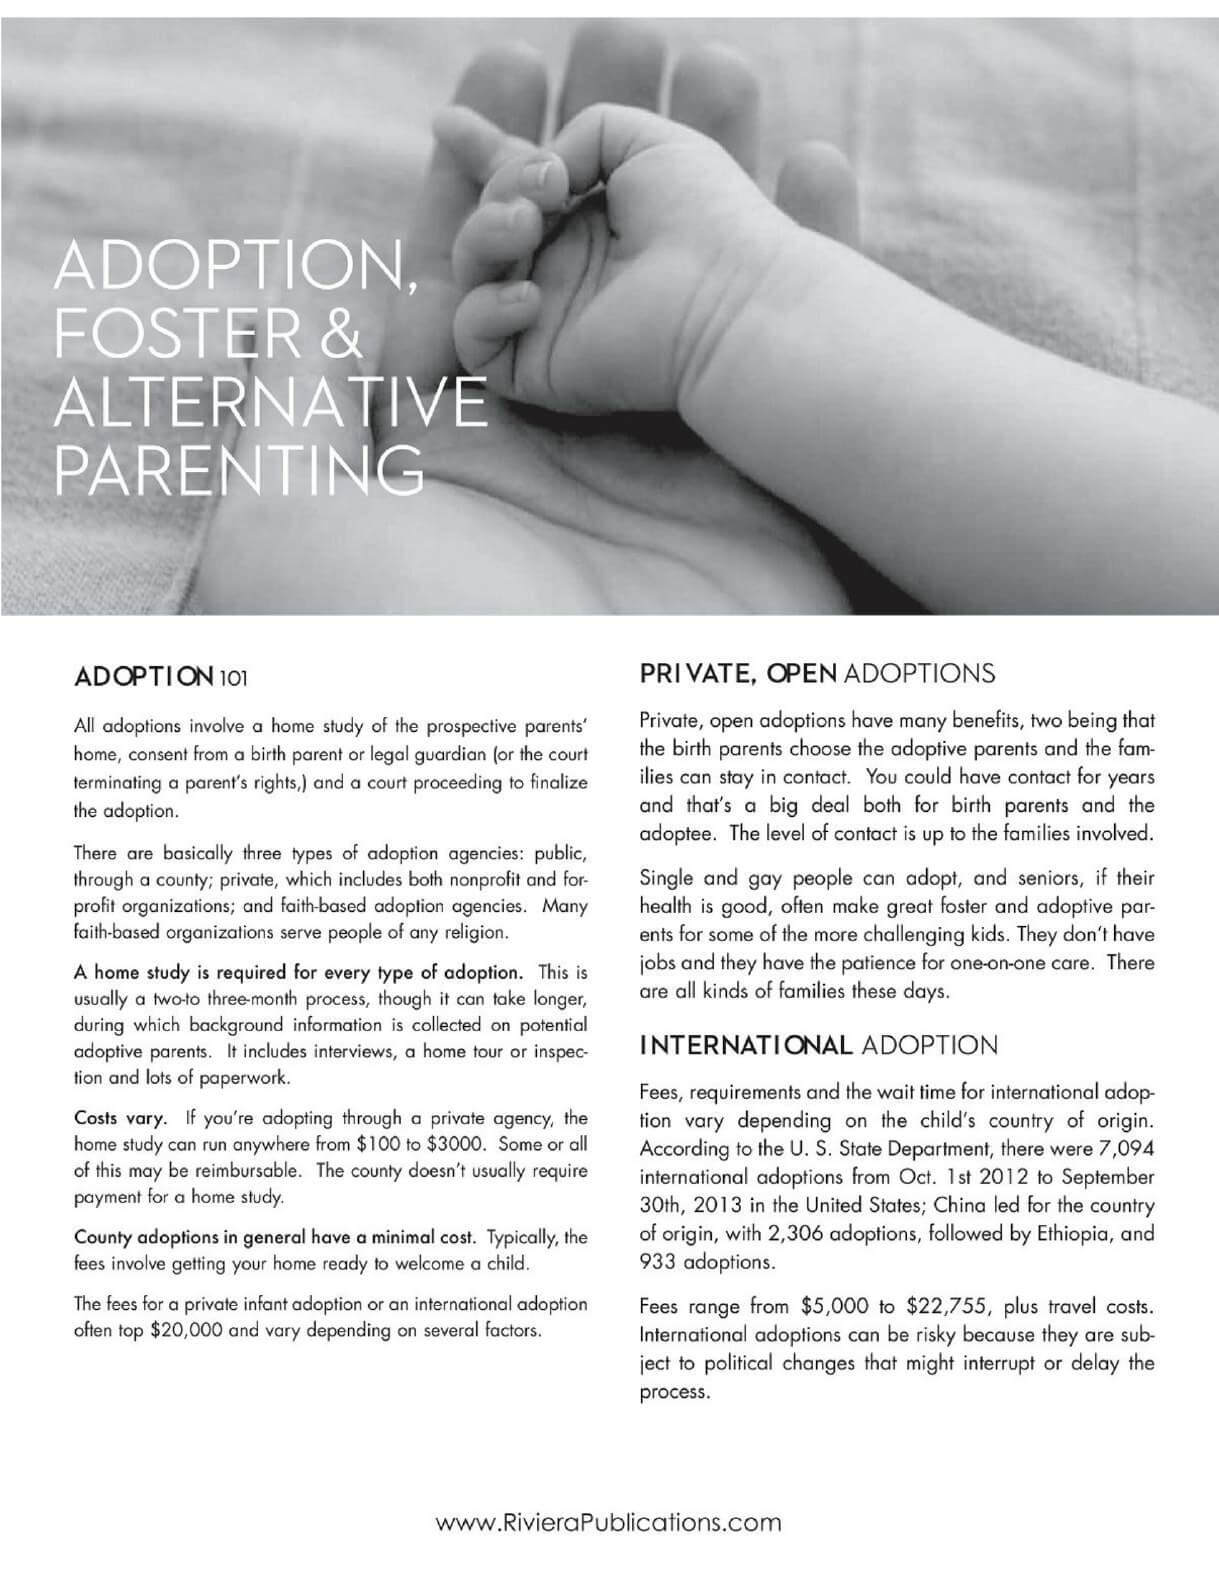 ADOPTION,
FOSTER &
ALTERNATIVE
PARENTING
ADOPTION 101
All adoptions involve a home study of the prospective parents'
home, consent from a birth parent or legal guardian (or the court
terminating a parent's rights,) and a court proceeding to finalize
the adoption.
There are basically three types of adoption agencies: public,
through a county; private, which includes both nonprofit and for-
profit organizations; and faith-based adoption agencies. Many
faith-based organizations serve people of any religion.
A home study is required for every type of adoption. This is
usually a two-to three-month process, though it can take longer,
during which background information is collected on potential
adoptive parents. It includes interviews, a home tour or inspec-
tion and lots of paperwork.
Costs vary. If you're adopting through a private agency, the
home study can run anywhere from $100 to $3000. Some or all
of this may be reimbursable. The county doesn't usually require
payment for a home study.
County adoptions in general have a minimal cost. Typically, the
fees involve getting your home ready to welcome a child.
The fees for a private infant adoption or an international adoption
often top $20,000 and vary depending on several factors.
PRIVATE, OPEN ADOPTIONS
Private, open adoptions have many benefits, two being that
the birth parents choose the adoptive parents and the fam-
ilies can stay in contact. You could have contact for years
and that's a big deal both for birth parents and the
adoptee. The level of contact is up to the families involved.
Single and gay people can adopt, and seniors, if their
health is good, often make great foster and adoptive par-
ents for some of the more challenging kids. They don't have
jobs and they have the patience for one-on-one care. There
are all kinds of families these days.
INTERNATIONAL ADOPTION
Fees, requirements and the wait time for international adop-
tion vary depending on the child's country of origin.
According to the U. S. State Department, there were 7,094
international adoptions from Oct. 1st 2012 to September
30th, 2013 in the United States; China led for the country
of origin, with 2,306 adoptions, followed by Ethiopia, and
933 adoptions.
Fees range from $5,000 to $22,755, plus travel costs.
International adoptions can be risky because they are sub-
ject to political changes that might interrupt or delay the
process.
www.RivieraPublications.com